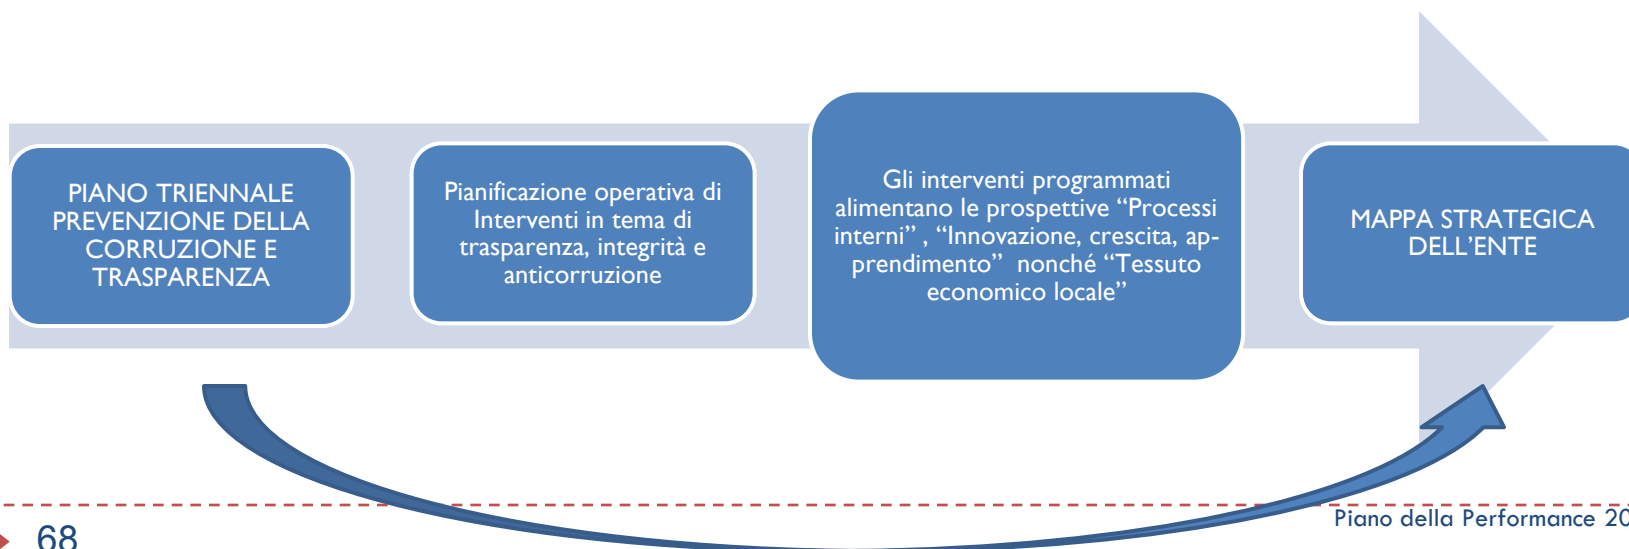 PIANO TRIENNALE
PREVENZIONE DELLA
CORRUZIONE E
TRASPARENZA
Pianificazione operativa di
Interventi in tema di
trasparenza, integrità e
anticorruzione
Gli interventi programmati
alimentano le prospettive “Processi
interni” , “Innovazione, crescita, ap-
prendimento” nonché “Tessuto
economico locale”
MAPPA STRATEGICA
DELL’ENTE
Piano della Performance 20
68